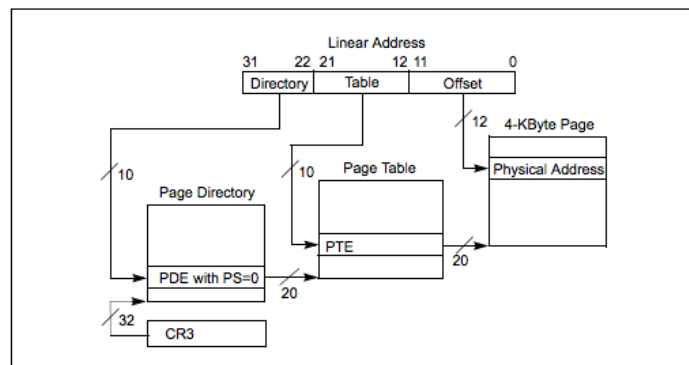 Linear Address
31 22 21 12 11 0
Directory Table Offset
12 4-KByte Page
10 10 Page Table Physical Address
Page Directory
PTE
20
PDE with PS=0
20
32
CR3